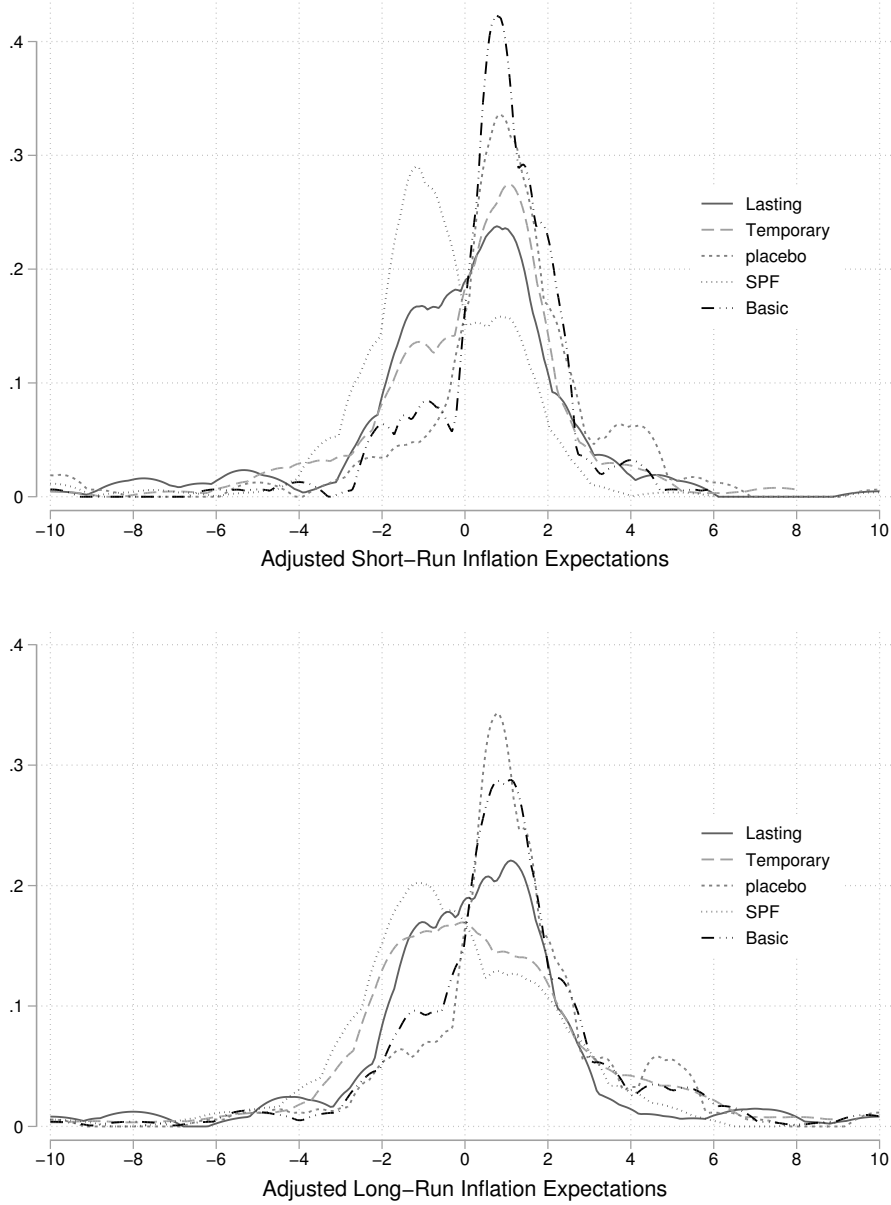 .4
.3
.2
.1
0
Lasting
Temporary
placebo
SPF
Basic
−10 −8 −6 −4 −2 0 2 4 6 8 10
Adjusted Short−Run Inflation Expectations
.4
.3
.2
.1
0
Lasting
Temporary
placebo
SPF
Basic
−10 −8 −6 −4 −2 0 2 4 6 8 10
Adjusted Long−Run Inflation Expectations